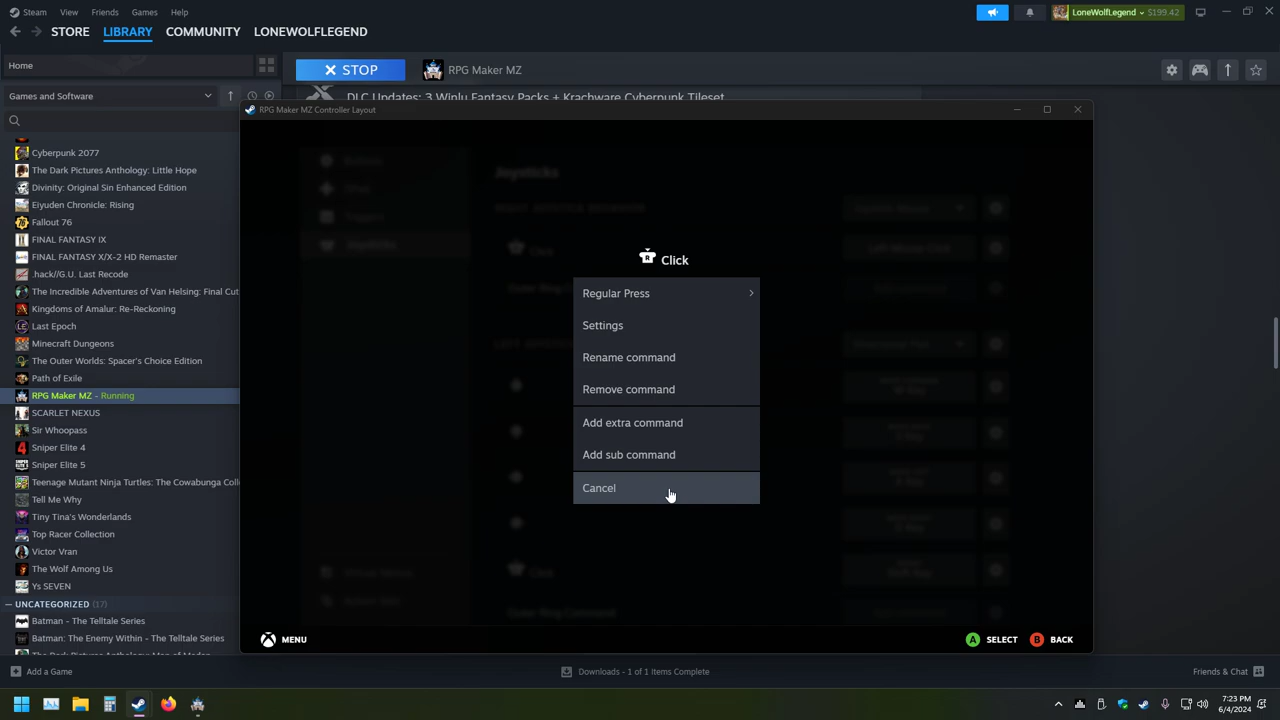 Steam View Friends Games Help
LoneWolfLegend $199.42
STORE LIBRARY COMMUNITY LONEWOLFLEGEND
Home
STOP
RPG Maker MZ
Games and Software
DLC Updates: 3 Winlu Fantasy Packs + Krachware Cyberpunk Tileset
RPG Maker MZ Controller Layout
Cyberpunk 2077
The Dark Pictures Anthology: Little Hope
Divinity: Original Sin Enhanced Edition
Eiyuden Chronicle: Rising
Fallout 76
FINAL FANTASY IX
FINAL FANTASY X/X-2 HD Remaster
.hack//G.U. Last Recode
The Incredible Adventures of Van Helsing: Final Cut
Kingdoms of Amalur: Re-Reckoning
Last Epoch
Minecraft Dungeons
The Outer Worlds: Spacer's Choice Edition
Path of Exile
RPG Maker MZ - Running
SCARLET NEXUS
Sir Whoopass
Sniper Elite 4
Sniper Elite 5
Teenage Mutant Ninja Turtles: The Cowabunga Coll
Tell Me Why
Tiny Tina's Wonderlands
Top Racer Collection
Victor Vran
The Wolf Among Us
Ys SEVEN
UNCATEGORIZED (17)
Batman - The Telltale Series
Batman: The Enemy Within - The Telltale Series
Joysticks
R Click
Regular Press
Settings
Rename command
Remove command
Add extra command
Add sub command
Cancel
MENU
A SELECT B BACK
Add a Game
Downloads - 1 of 1 Items Complete
Friends & Chat
7:23 PM
6/4/2024